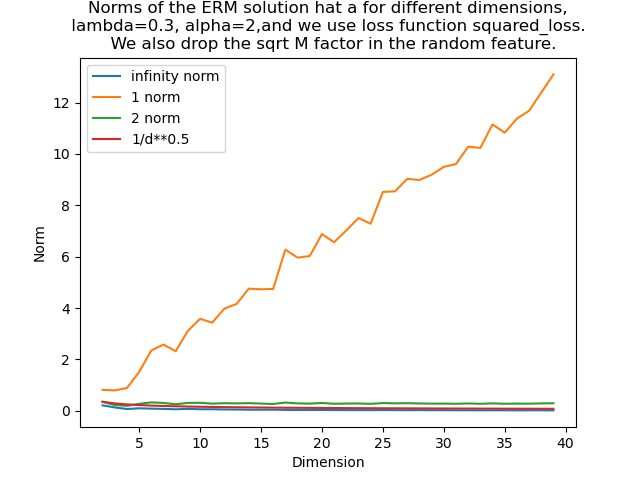 Norms of the ERM solution hat a for different dimensions,
lambda=0.3, alpha=2,and we use loss function squared_loss.
We also drop the sqrt M factor in the random feature.
infinity norm
1 norm
2 norm
1/d**0.5
12
10
8
6
4
2
0
Norm
5 10 15 20 25 30 35 40
Dimension